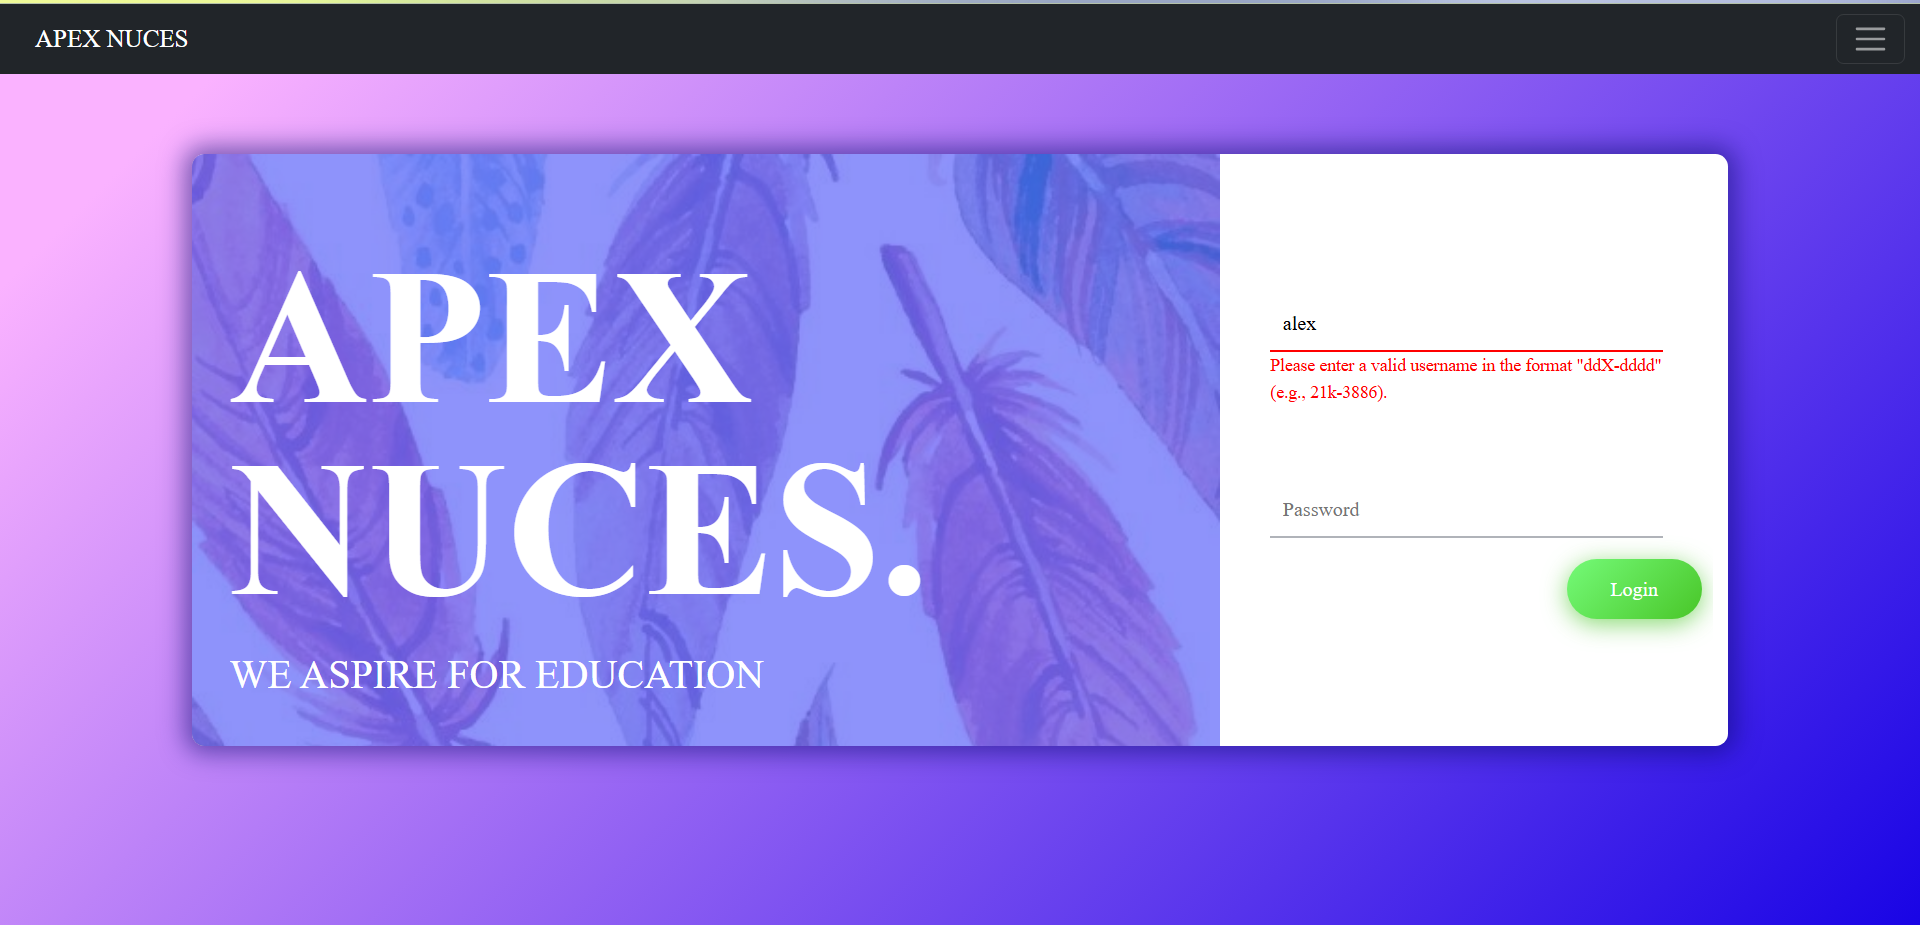 APEX NUCES
APEX
NUCES.
WE ASPIRE FOR EDUCATION
alex
Please enter a valid username in the format "ddX-dddd"
(e.g., 21k-3886).
Password
Login